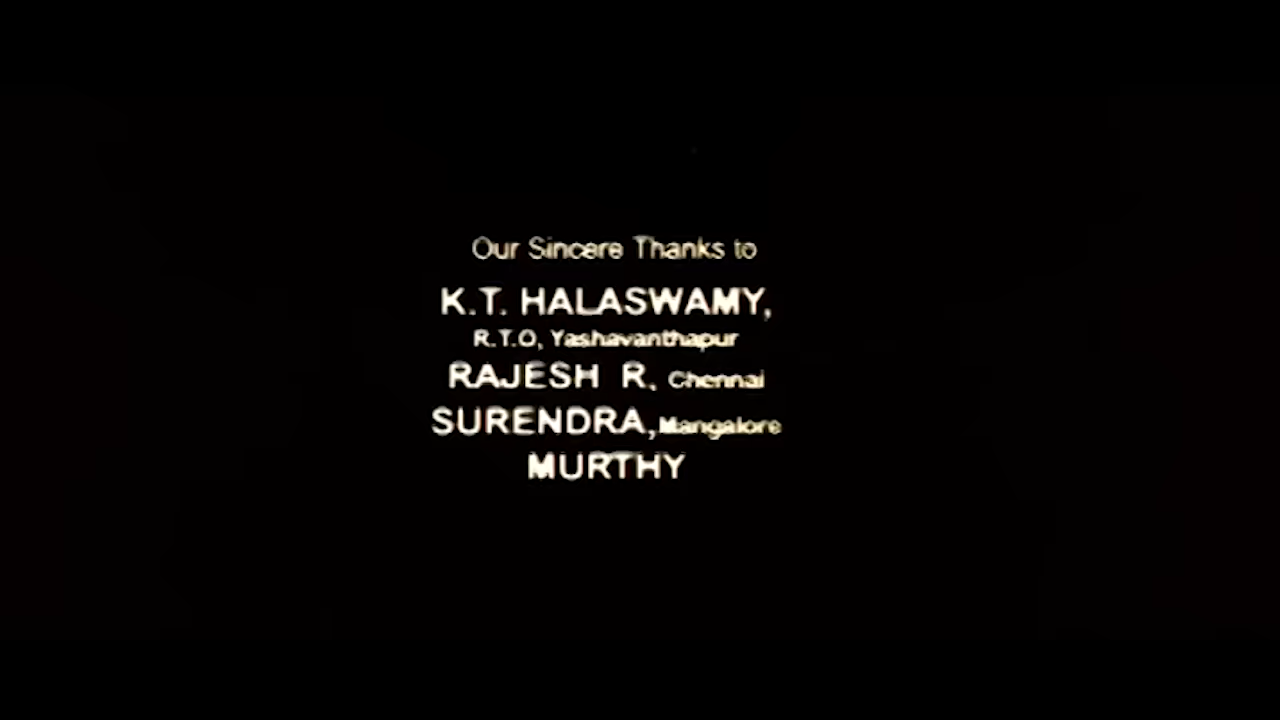 Our Sincere Thanks to
K.T. HALASWAMY,
R.T.O, Yashavanthapur
RAJESH R, Chennai
SURENDRA, Mangalore
MURTHY